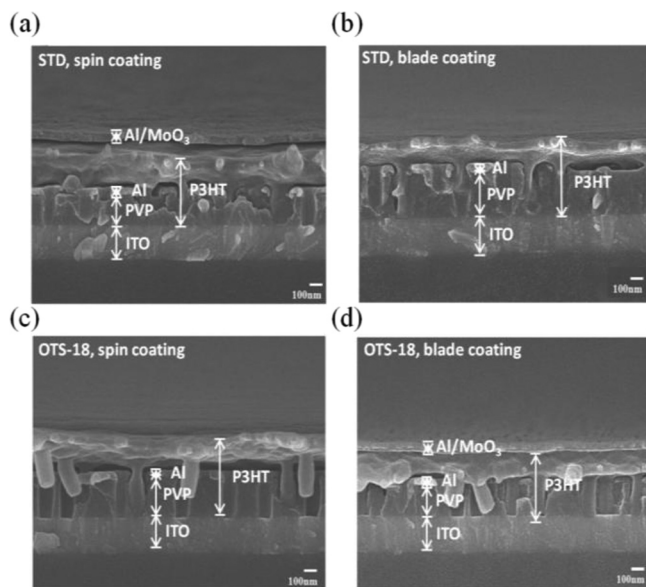 (a)
STD, spin coating
Al/MoO₃
Al
P3HT
PVP
ITO
100nm
(b)
STD, blade coating
Al
P3HT
PVP
ITO
100nm
(c)
OTS-18, spin coating
Al
P3HT
PVP
ITO
100nm
(d)
OTS-18, blade coating
Al/MoO₃
Al
P3HT
PVP
ITO
100nm